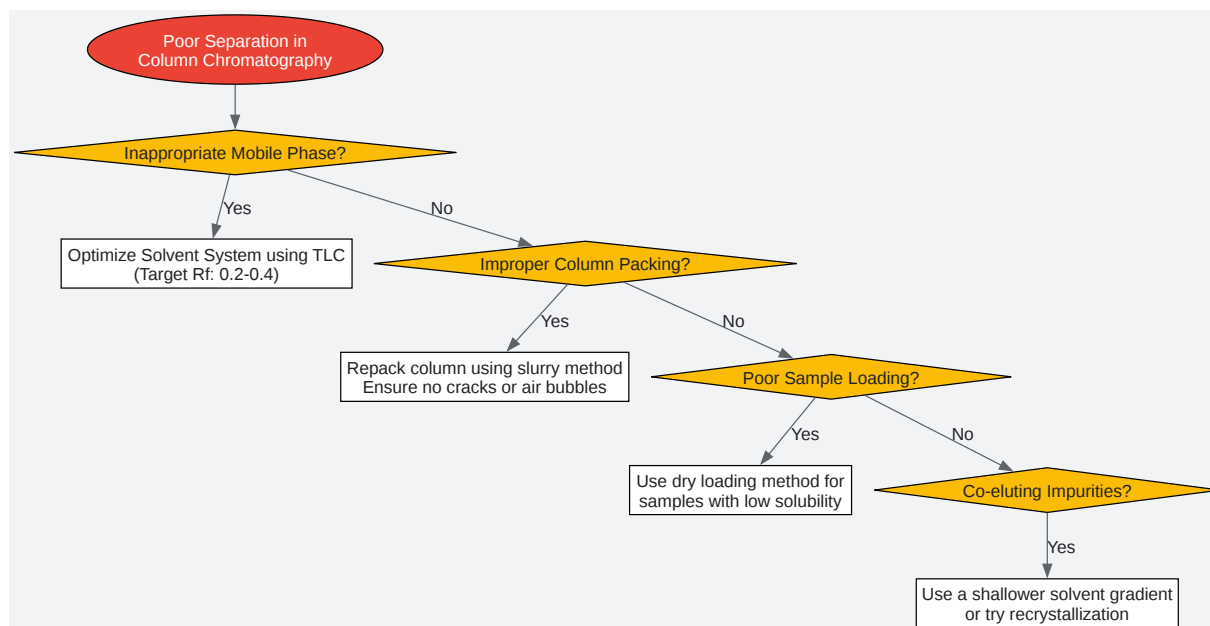 Poor Separation in
Column Chromatography
Inappropriate Mobile Phase?
Yes
No
Optimize Solvent System using TLC
(Target Rf: 0.2-0.4)
Improper Column Packing?
Yes
No
Repack column using slurry method
Ensure no cracks or air bubbles
Poor Sample Loading?
Yes
No
Use dry loading method for
samples with low solubility
Co-eluting Impurities?
Yes
Use a shallower solvent gradient
or try recrystallization